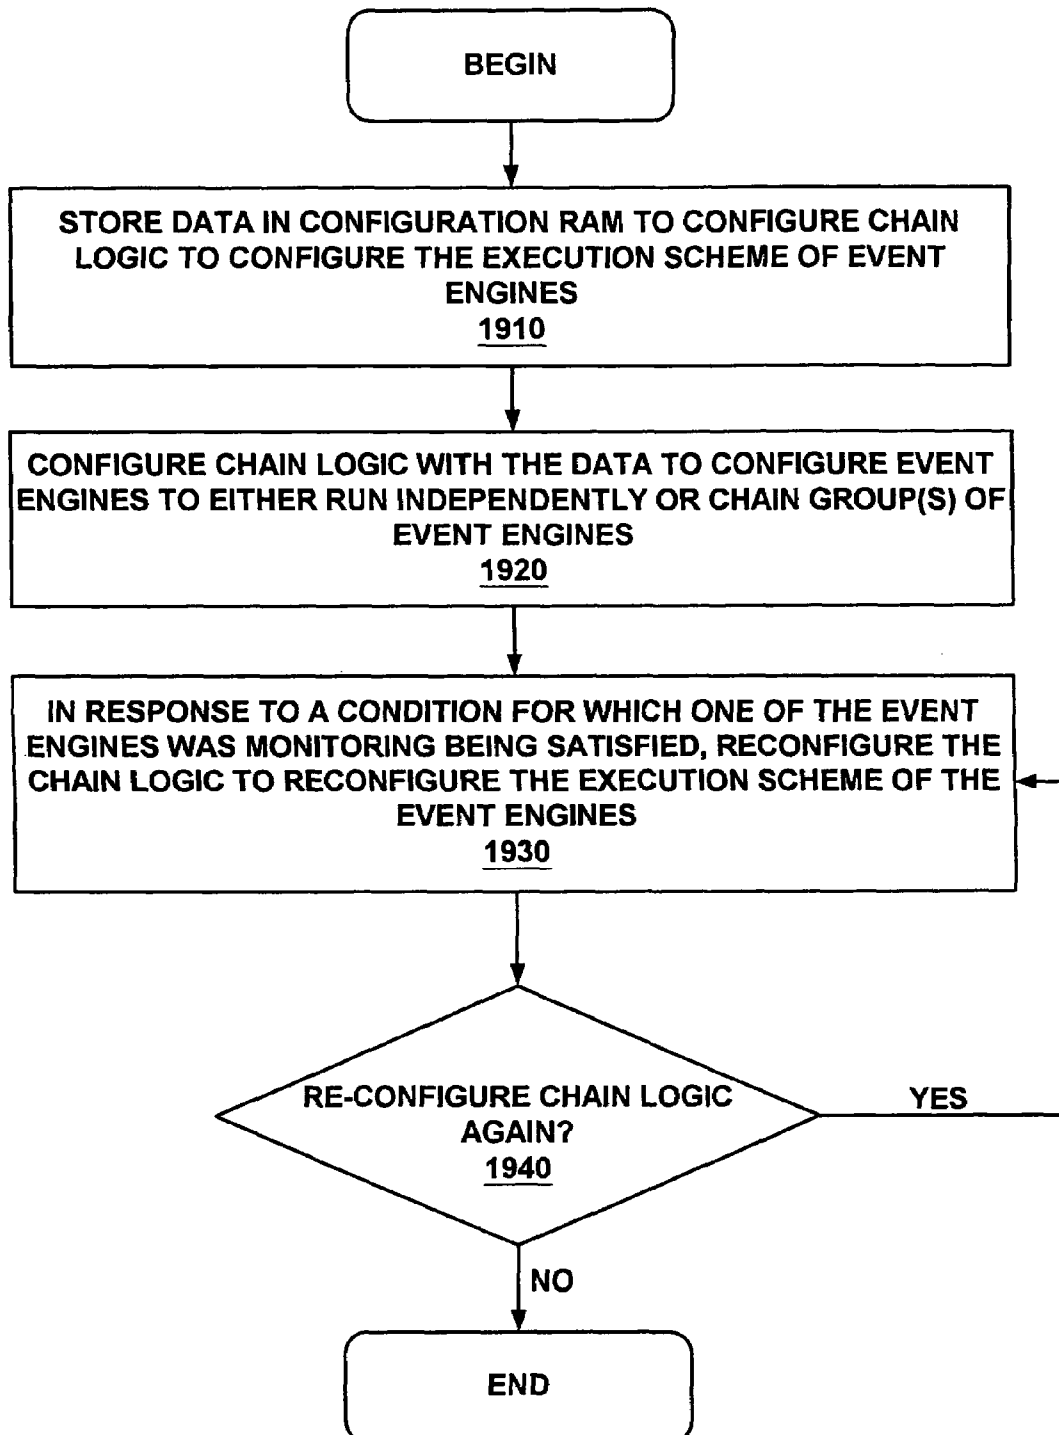 BEGIN
STORE DATA IN CONFIGURATION RAM TO CONFIGURE CHAIN
LOGIC TO CONFIGURE THE EXECUTION SCHEME OF EVENT
ENGINES
1910
CONFIGURE CHAIN LOGIC WITH THE DATA TO CONFIGURE EVENT
ENGINES TO EITHER RUN INDEPENDENTLY OR CHAIN GROUP(S) OF
EVENT ENGINES
1920
IN RESPONSE TO A CONDITION FOR WHICH ONE OF THE EVENT
ENGINES WAS MONITORING BEING SATISFIED, RECONFIGURE THE
CHAIN LOGIC TO RECONFIGURE THE EXECUTION SCHEME OF THE
EVENT ENGINES
1930
RE-CONFIGURE CHAIN LOGIC
AGAIN?
1940
YES
NO
END